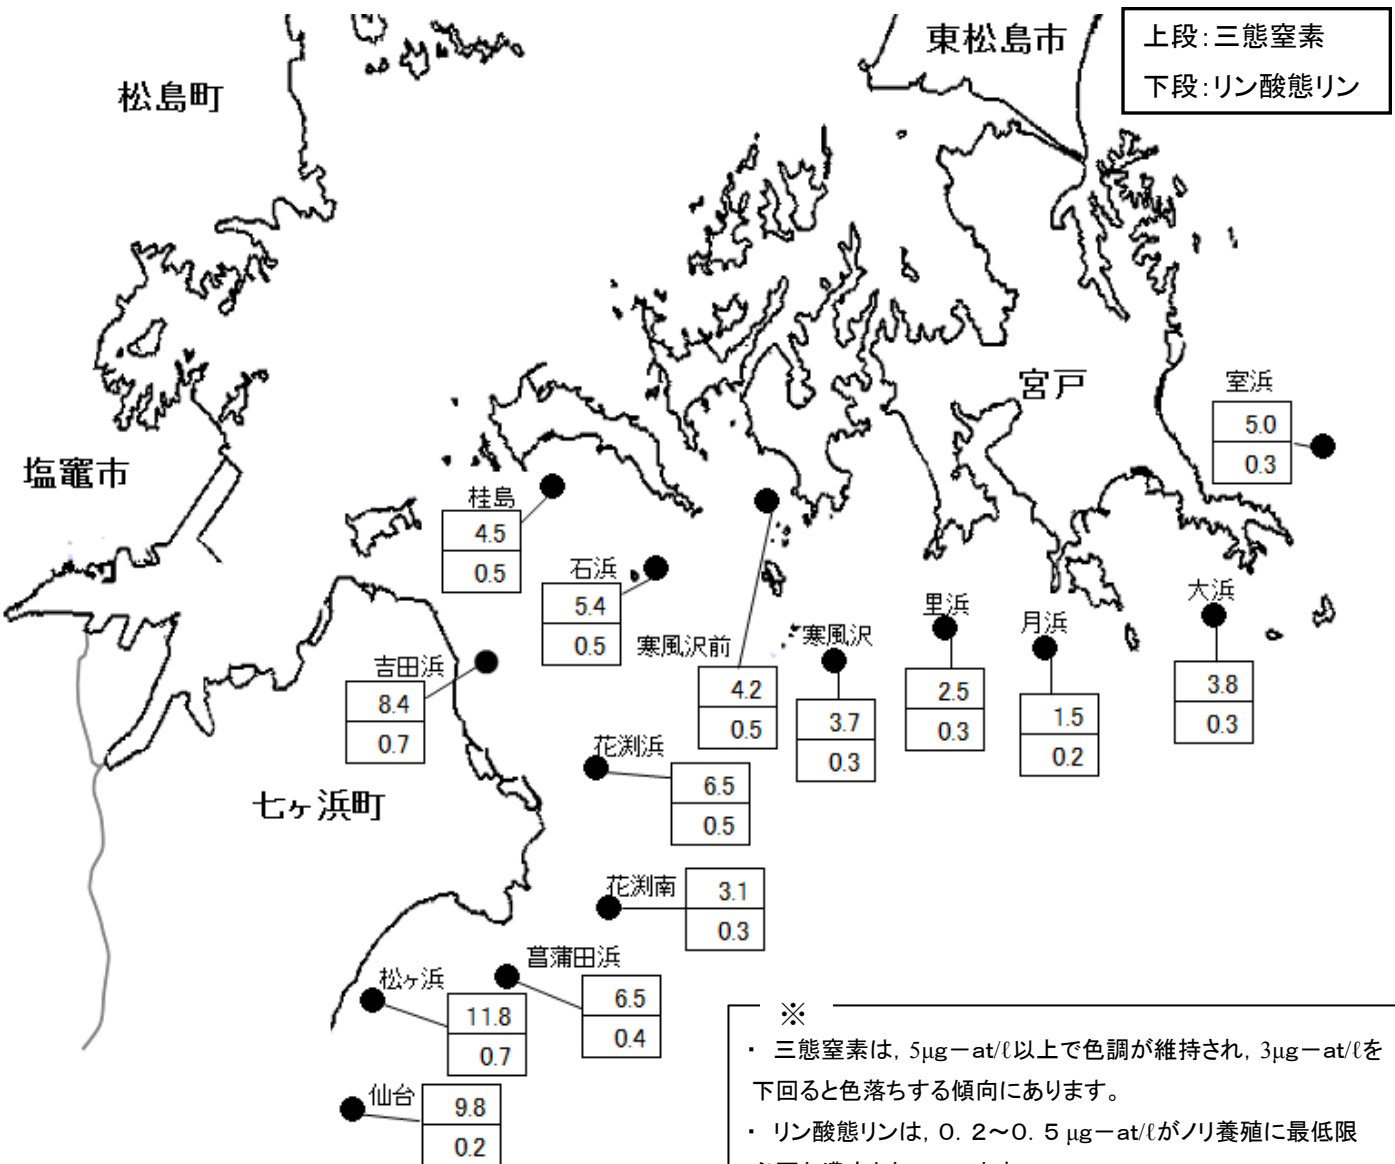 東松島市
上段:三態窒素
下段:リン酸態リン
松島町
宮戸
室浜
5.0
0.3
塩竈市
桂島
4.5
0.5
石浜
5.4
0.5
寒風沢前
4.2
0.5
寒風沢
3.7
0.3
里浜
2.5
0.3
月浜
1.5
0.2
大浜
3.8
0.3
吉田浜
8.4
0.7
花渕浜
6.5
0.5
七ヶ浜町
花渕南
3.1
0.3
菖蒲田浜
6.5
0.4
松ヶ浜
11.8
0.7
仙台
9.8
0.2
※
・ 三態窒素は, 5μg-at/ℓ以上で色調が維持され, 3μg-at/ℓを
下回ると色落ちする傾向にあります。
・ リン酸態リンは, 0. 2~0. 5 μg-at/ℓがノリ養殖に最低限